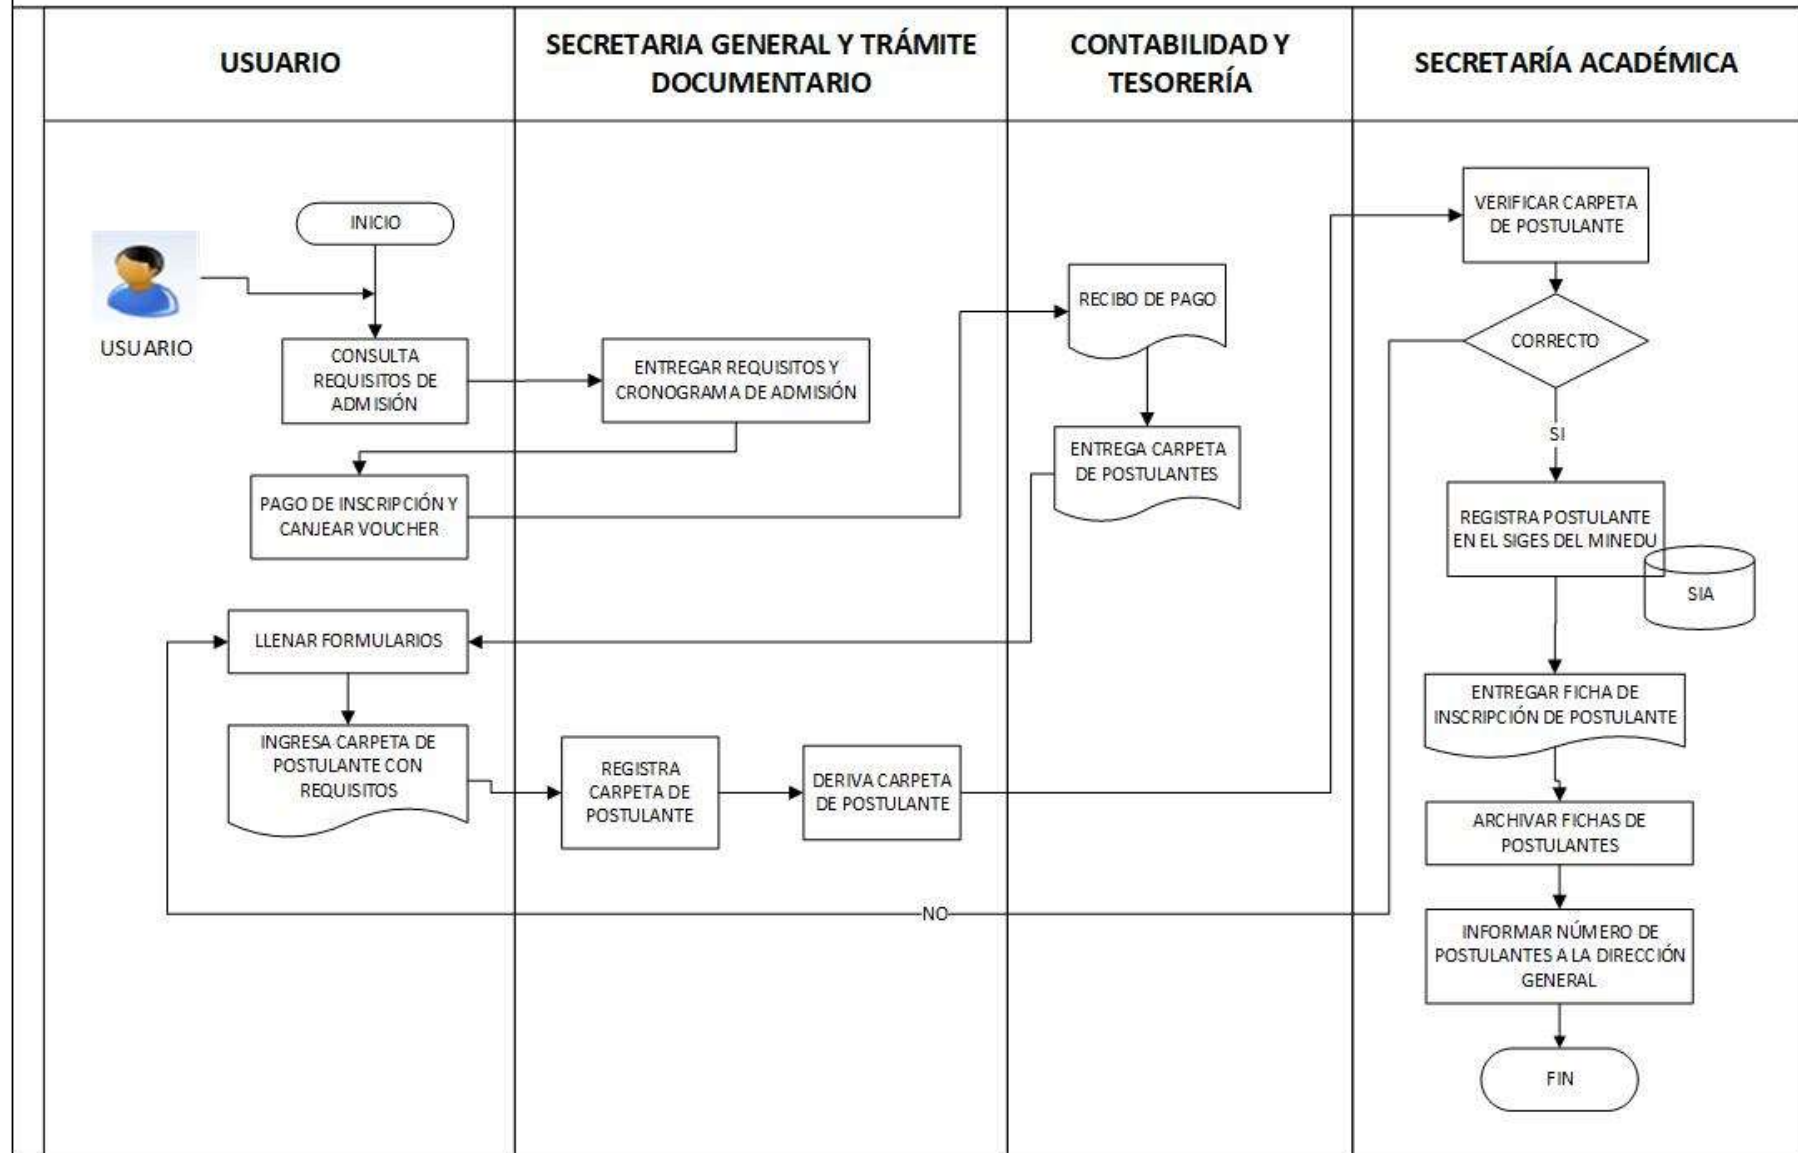 USUARIO
SECRETARIA GENERAL Y TRÁMITE
DOCUMENTARIO
CONTABILIDAD Y
TESORERÍA
SECRETARÍA ACADÉMICA
INICIO
USUARIO
CONSULTA
REQUISITOS DE
ADMISIÓN
ENTREGAR REQUISITOS Y
CRONOGRAMA DE ADMISIÓN
PAGO DE INSCRIPCIÓN Y
CANJEAR VOUCHER
RECIBO DE PAGO
ENTREGA CARPETA
DE POSTULANTES
LLENAR FORMULARIOS
INGRESA CARPETA DE
POSTULANTE CON
REQUISITOS
REGISTRA
CARPETA DE
POSTULANTE
DERIVA CARPETA
DE POSTULANTE
VERIFICAR CARPETA
DE POSTULANTE
CORRECTO
SI
NO
REGISTRA POSTULANTE
EN EL SIGES DEL MINEDU
SIA
ENTREGAR FICHA DE
INSCRIPCIÓN DE POSTULANTE
ARCHIVAR FICHAS DE
POSTULANTES
INFORMAR NÚMERO DE
POSTULANTES A LA DIRECCIÓN
GENERAL
FIN